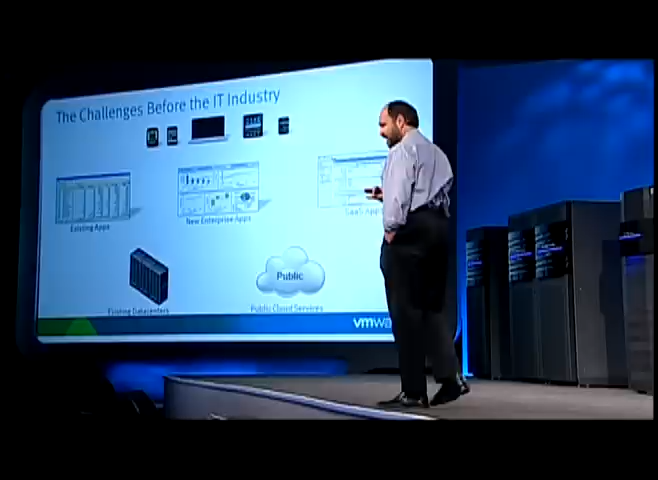 The Challenges Before the IT Industry
Existing Apps
New Enterprise Apps
SaaS Apps
Public
Existing Datacenters
Public Cloud Services
vmwa